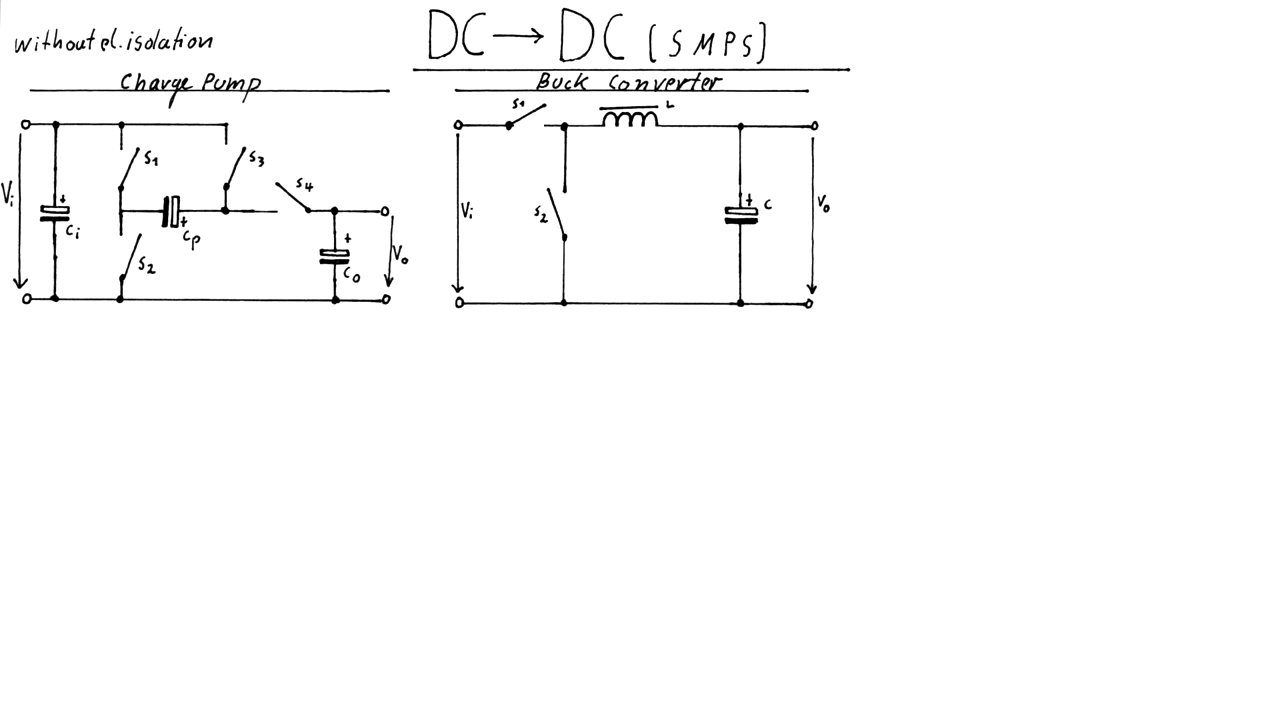 without el. isolation
DC → DC [SMPS]
Charge Pump
Buck Converter
S1
L
S1
S3
S4
Vi
+
Ci
+
Cp
S2
+
Co
Vo
Vi
S2
+
C
Vo